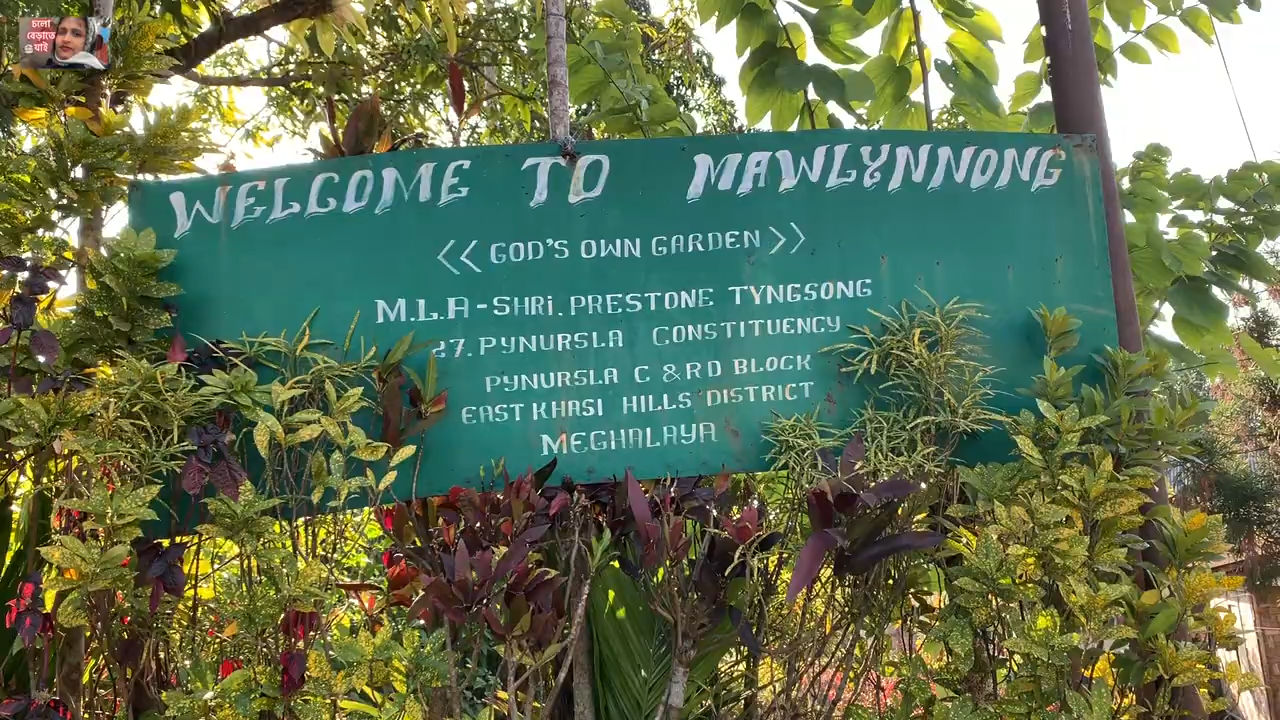 চলো
বেড়াতে
যাই
WELCOME TO MAWLYNNONG
<< GOD'S OWN GARDEN >>
M.L.A - SHRI. PRESTONE TYNGSONG
27. PYNURSLA CONSTITUENCY
PYNURSLA C & R D BLOCK
EAST KHASI HILLS DISTRICT
MEGHALAYA